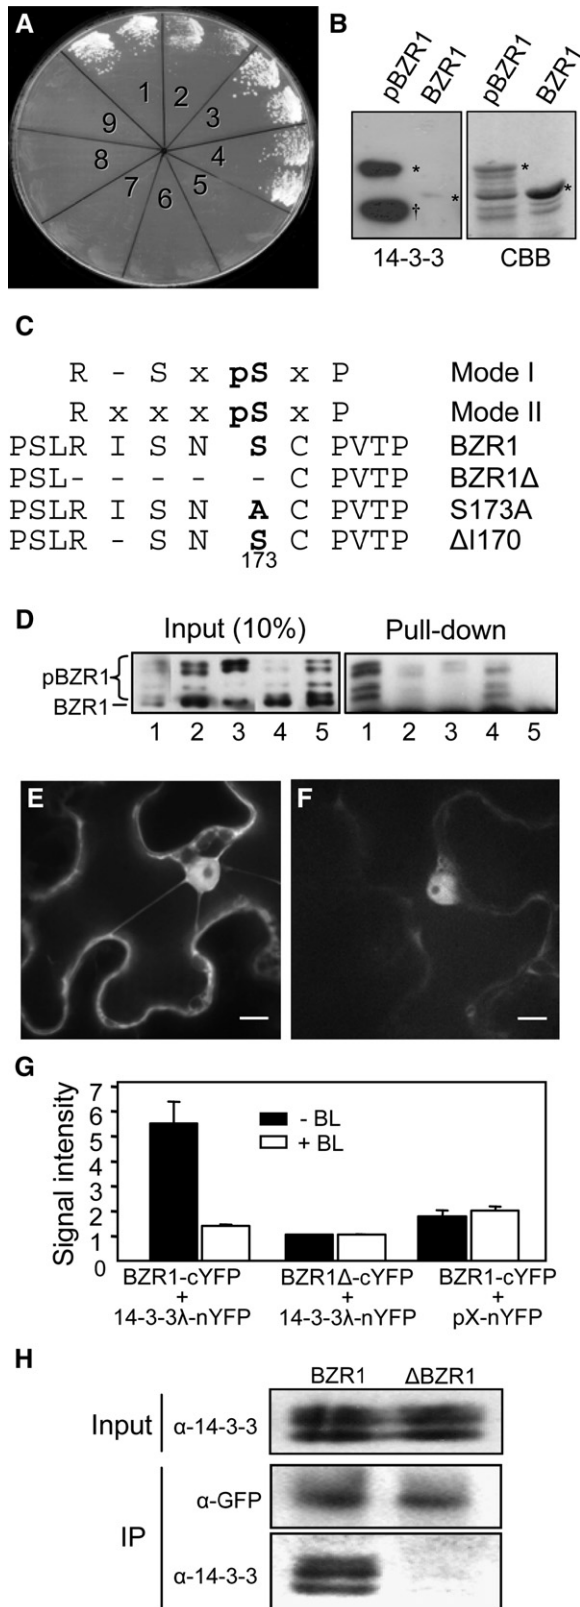 A
1 2 3 4 5 6 7 8 9
B
pBZR1 BZR1 pBZR1 BZR1
* * † * *
14-3-3 CBB
C
R - S x pS x P Mode I
R x x x pS x P Mode II
PSLR I S N S C PVTP BZR1
PSL- - - - - C PVTP BZR1Δ
PSLR I S N A C PVTP S173A
PSLR - S N S C PVTP ΔI170
173
D
Input (10%) Pull-down
pBZR1
BZR1
1 2 3 4 5 1 2 3 4 5
E F
G
Signal intensity
7
6
5
4
3
2
1
0
- BL
+ BL
BZR1-cYFP + 14-3-3λ-nYFP
BZR1Δ-cYFP + 14-3-3λ-nYFP
BZR1-cYFP + pX-nYFP
H
BZR1 ΔBZR1
Input α-14-3-3
IP
α-GFP
α-14-3-3